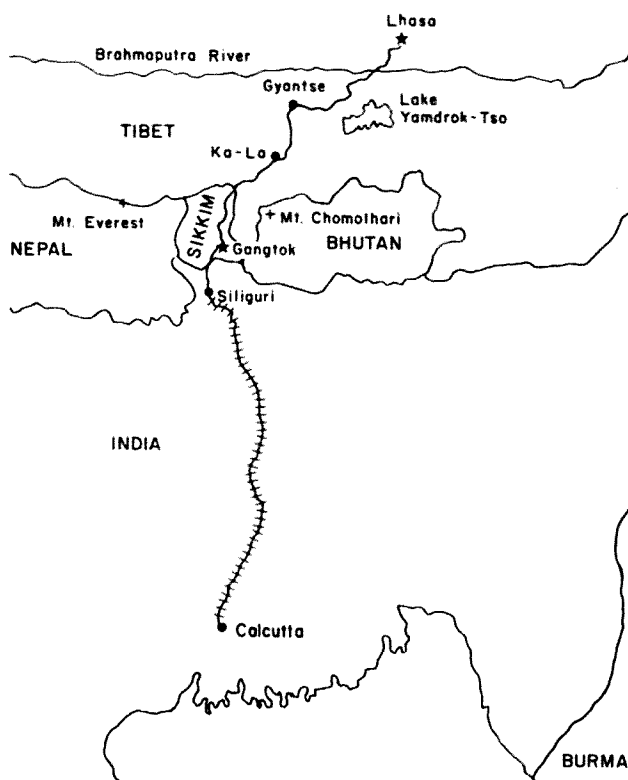 Lhasa
Brahmaputra River
Gyantse
Lake
Yamdrok-Tso
TIBET
Ka-La
Mt. Everest
SIKKIM
Mt. Chomolhari
NEPAL
Gangtok
BHUTAN
Siliguri
INDIA
Calcutta
BURMA